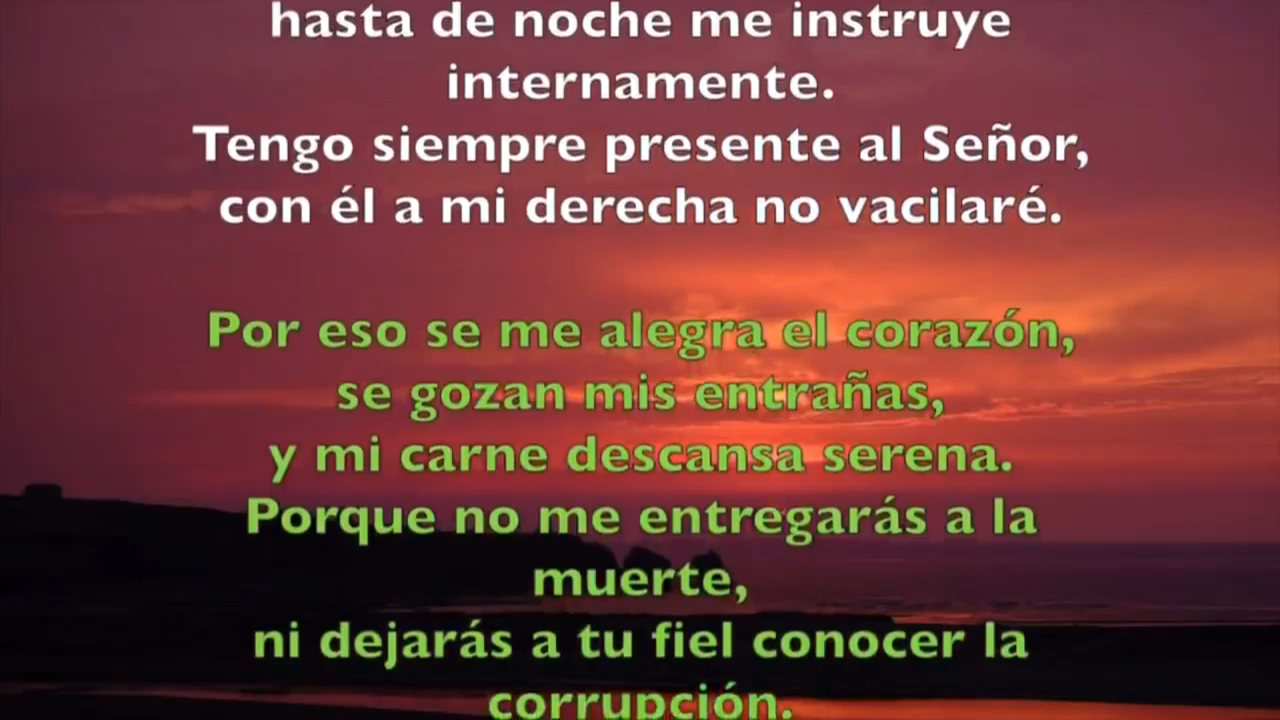 hasta de noche me instruye
internamente.
Tengo siempre presente al Señor,
con él a mi derecha no vacilaré.
Por eso se me alegra el corazón,
se gozan mis entrañas,
y mi carne descansa serena.
Porque no me entregarás a la
muerte,
ni dejarás a tu fiel conocer la
corrupción.